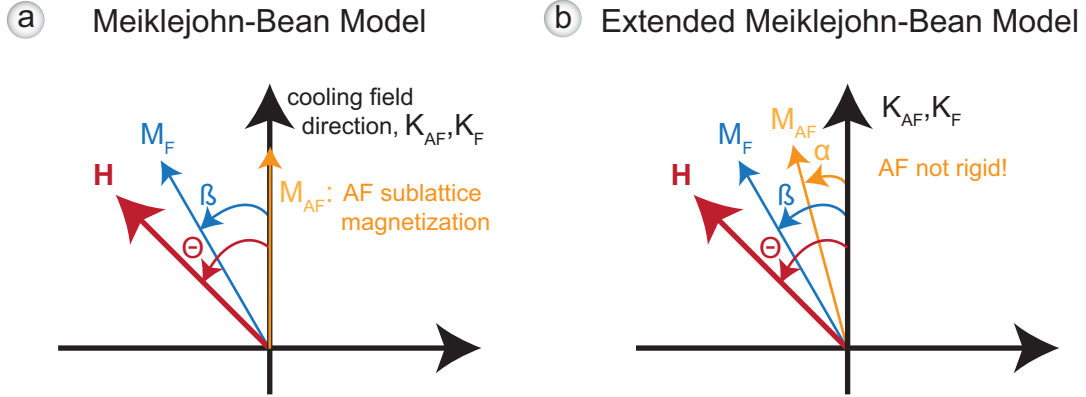 a Meiklejohn-Bean Model
cooling field
direction, K_AF,K_F
M_F
H
ß
Θ
M_AF: AF sublattice
magnetization
b Extended Meiklejohn-Bean Model
K_AF,K_F
M_AF
M_F
α
AF not rigid!
H
ß
Θ